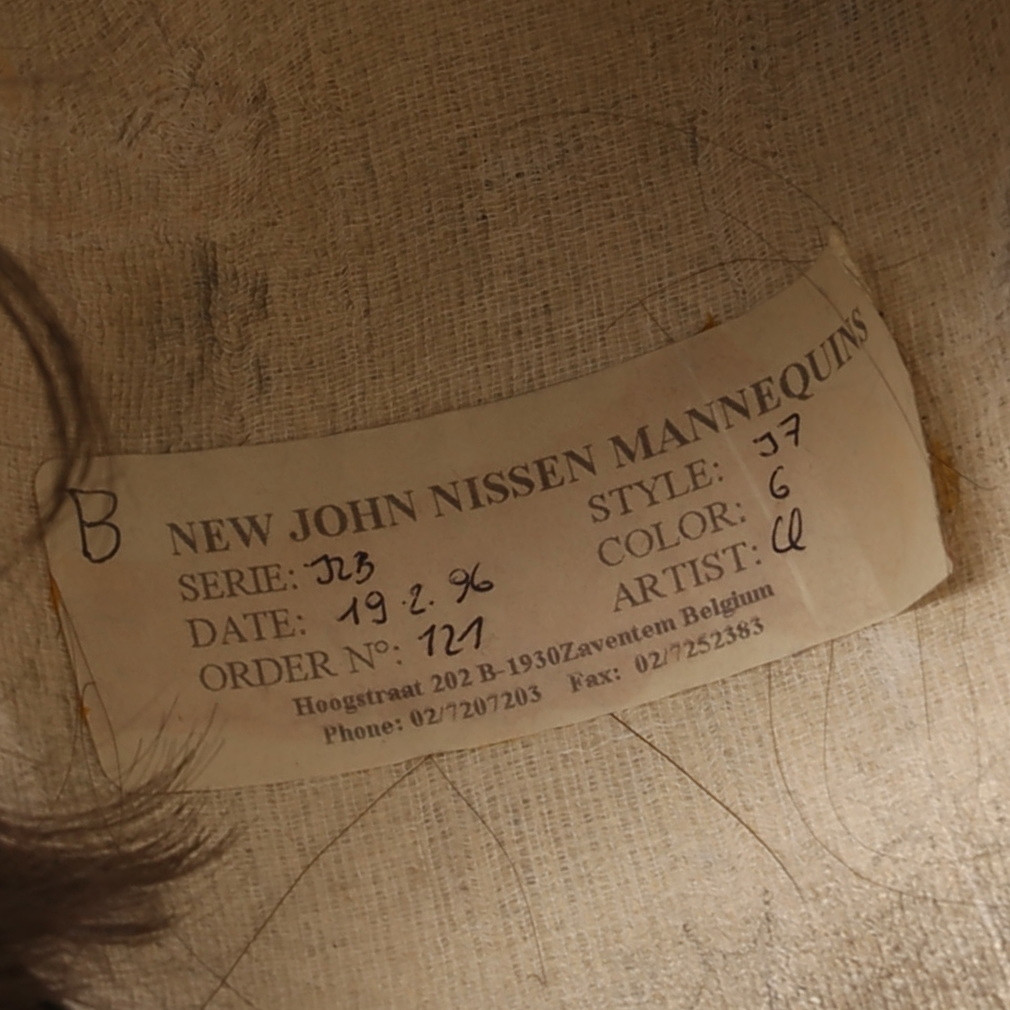 B
NEW JOHN NISSEN MANNEQUINS
SERIE: J23 STYLE: J7
DATE: 19.2.96 COLOR: 6
ORDER N°: 121 ARTIST:
Hoogstraat 202 B-1930Zaventem Belgium
Phone: 02/7207203 Fax: 02/7252383